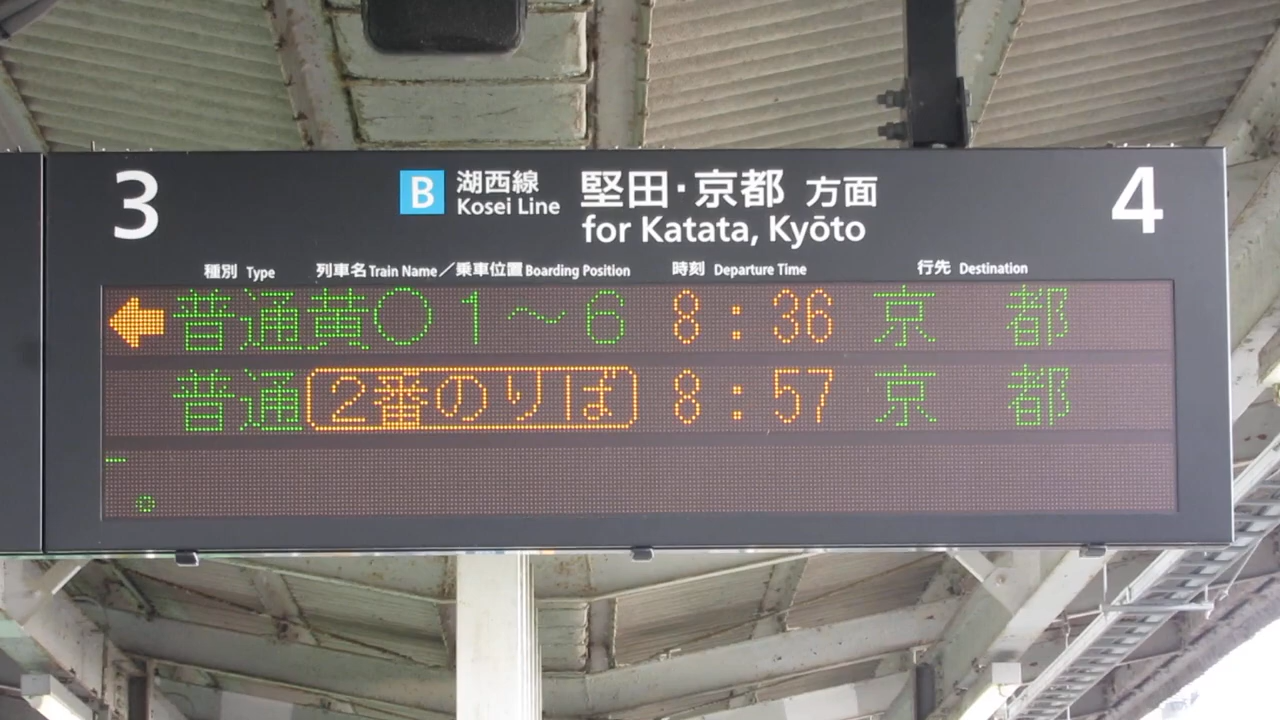 3 B 湖西線 堅田・京都 方面 4
Kosei Line for Katata, Kyōto
種別 Type 列車名 Train Name／乗車位置 Boarding Position 時刻 Departure Time 行先 Destination
普通 黄○1～6 8:36 京都
普通 2番のりば 8:57 京都